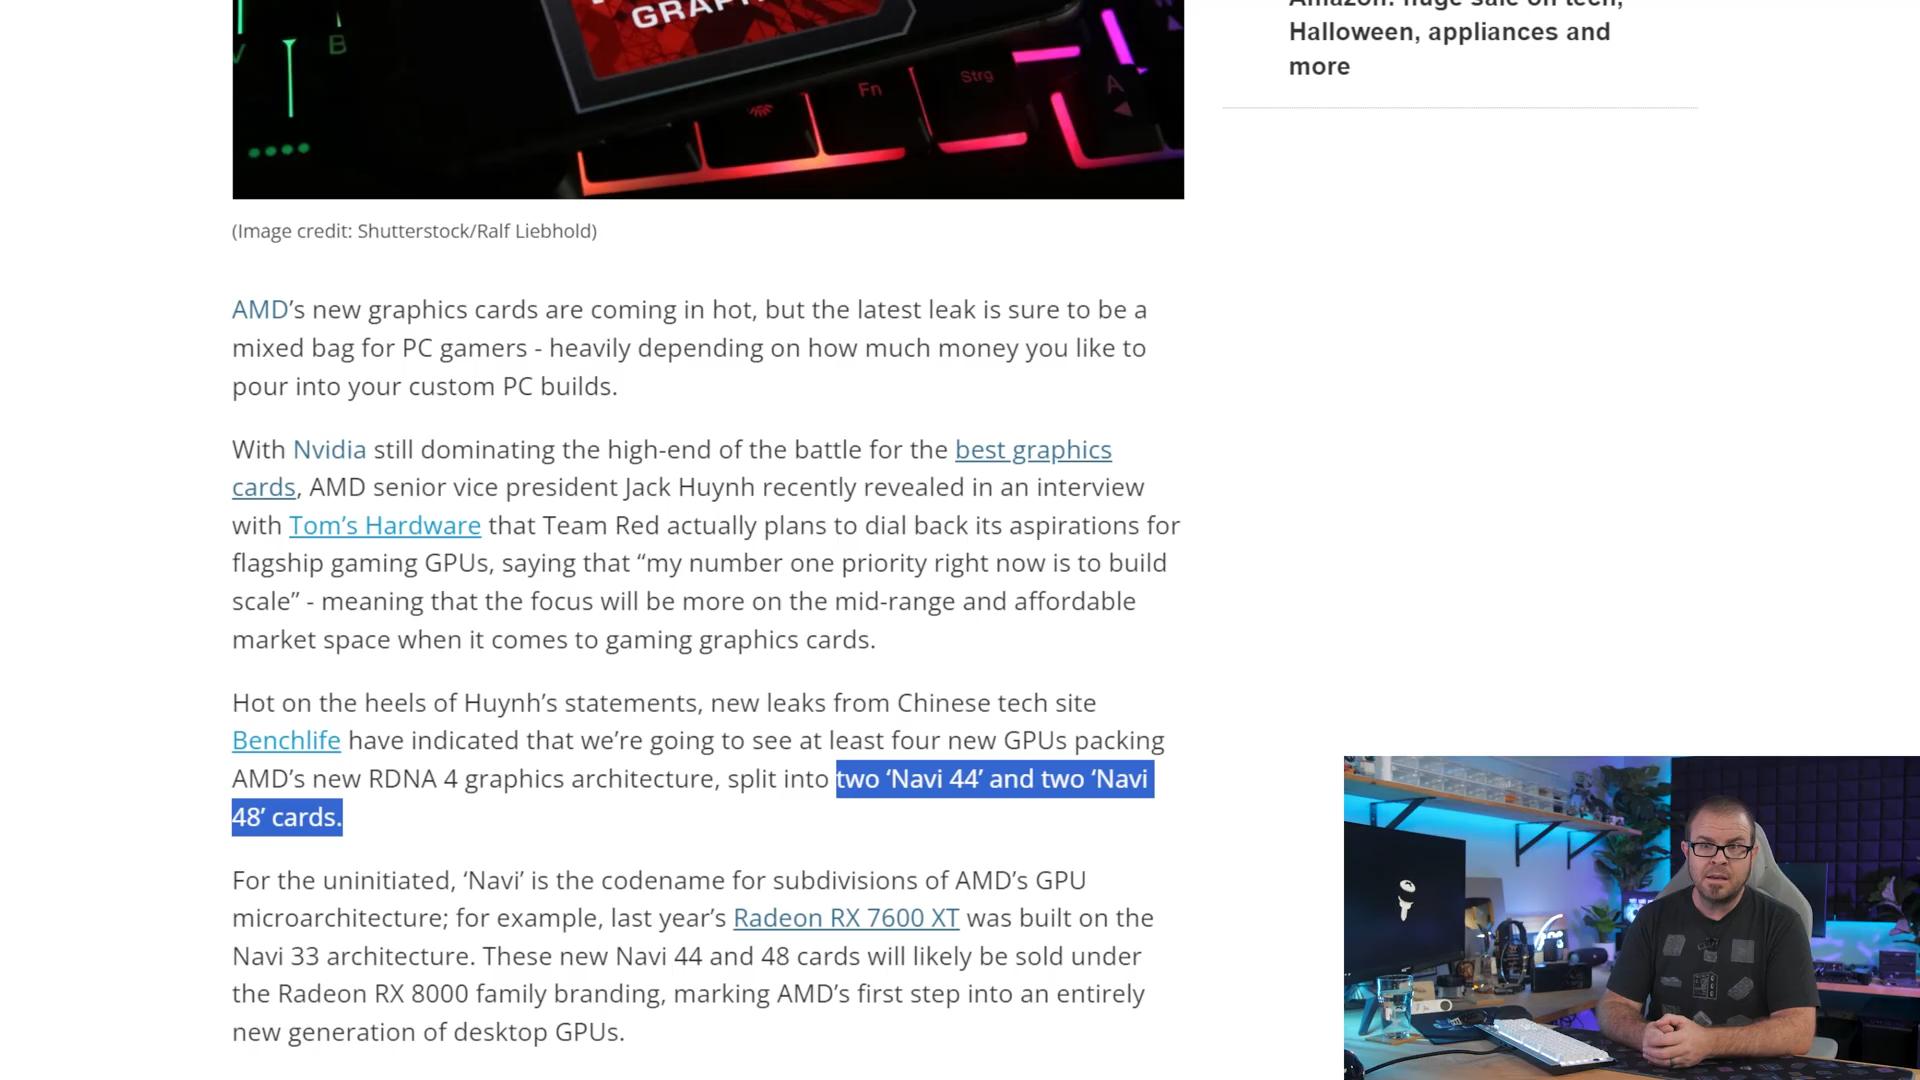 Amazon: huge sale on tech,
Halloween, appliances and
more
GRAPH
B
Fn
Strg
A
(Image credit: Shutterstock/Ralf Liebhold)
AMD’s new graphics cards are coming in hot, but the latest leak is sure to be a
mixed bag for PC gamers - heavily depending on how much money you like to
pour into your custom PC builds.
With Nvidia still dominating the high-end of the battle for the best graphics
cards, AMD senior vice president Jack Huynh recently revealed in an interview
with Tom’s Hardware that Team Red actually plans to dial back its aspirations for
flagship gaming GPUs, saying that “my number one priority right now is to build
scale” - meaning that the focus will be more on the mid-range and affordable
market space when it comes to gaming graphics cards.
Hot on the heels of Huynh’s statements, new leaks from Chinese tech site
Benchlife have indicated that we’re going to see at least four new GPUs packing
AMD’s new RDNA 4 graphics architecture, split into two ‘Navi 44’ and two ‘Navi
48’ cards.
For the uninitiated, ‘Navi’ is the codename for subdivisions of AMD’s GPU
microarchitecture; for example, last year’s Radeon RX 7600 XT was built on the
Navi 33 architecture. These new Navi 44 and 48 cards will likely be sold under
the Radeon RX 8000 family branding, marking AMD’s first step into an entirely
new generation of desktop GPUs.